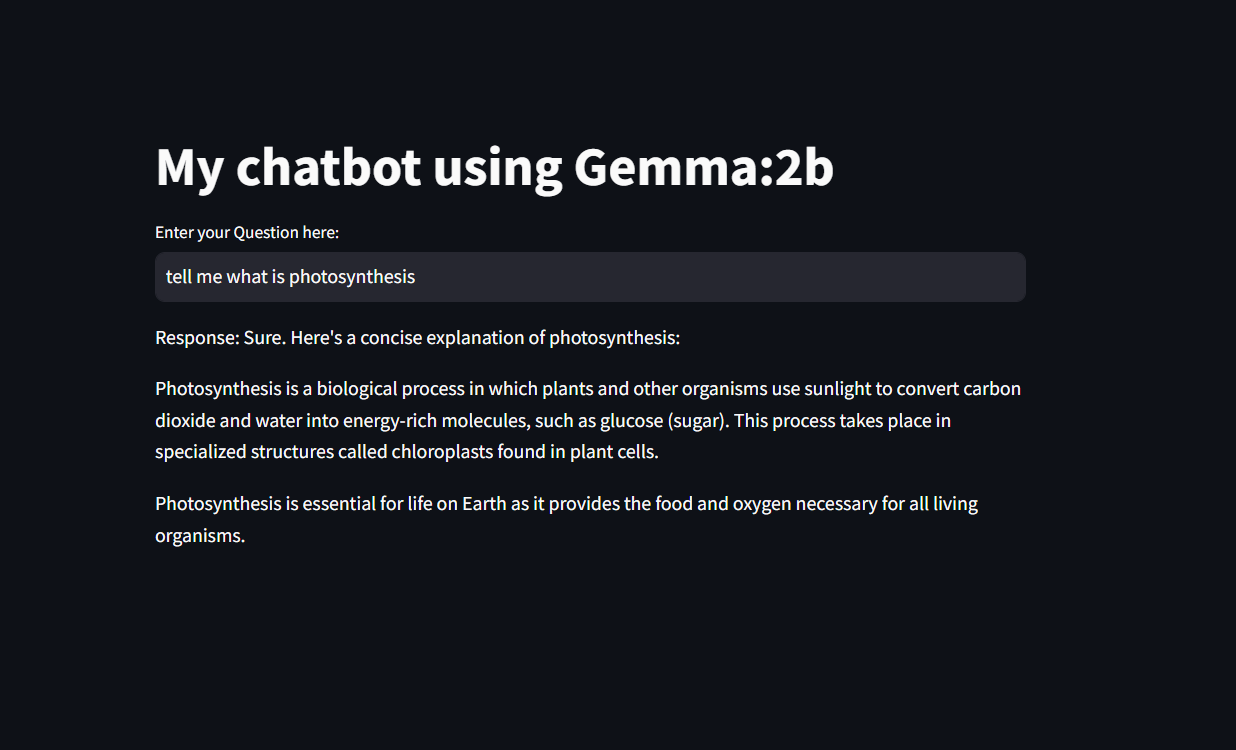 My chatbot using Gemma:2b
Enter your Question here:
tell me what is photosynthesis
Response: Sure. Here's a concise explanation of photosynthesis:
Photosynthesis is a biological process in which plants and other organisms use sunlight to convert carbon
dioxide and water into energy-rich molecules, such as glucose (sugar). This process takes place in
specialized structures called chloroplasts found in plant cells.
Photosynthesis is essential for life on Earth as it provides the food and oxygen necessary for all living
organisms.